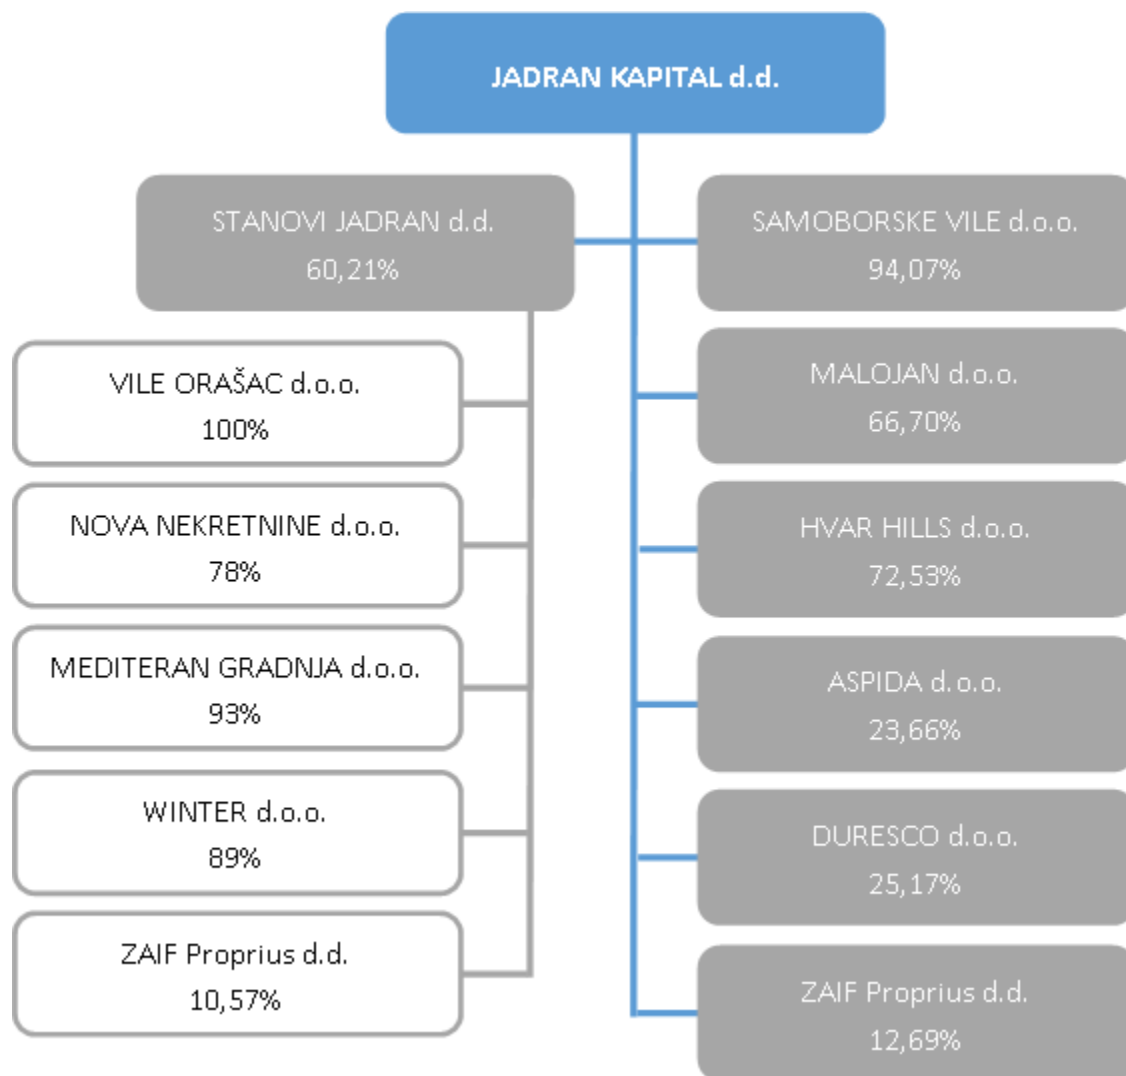 JADRAN KAPITAL d.d.
STANOVI JADRAN d.d.
60,21%
VILE ORAŠAC d.o.o.
100%
NOVA NEKRETNINE d.o.o.
78%
MEDITERAN GRADNJA d.o.o.
93%
WINTER d.o.o.
89%
ZAIF Proprius d.d.
10,57%
SAMOBORSKE VILE d.o.o.
94,07%
MALOJAN d.o.o.
66,70%
HVAR HILLS d.o.o.
72,53%
ASPIDA d.o.o.
23,66%
DURESCO d.o.o.
25,17%
ZAIF Proprius d.d.
12,69%